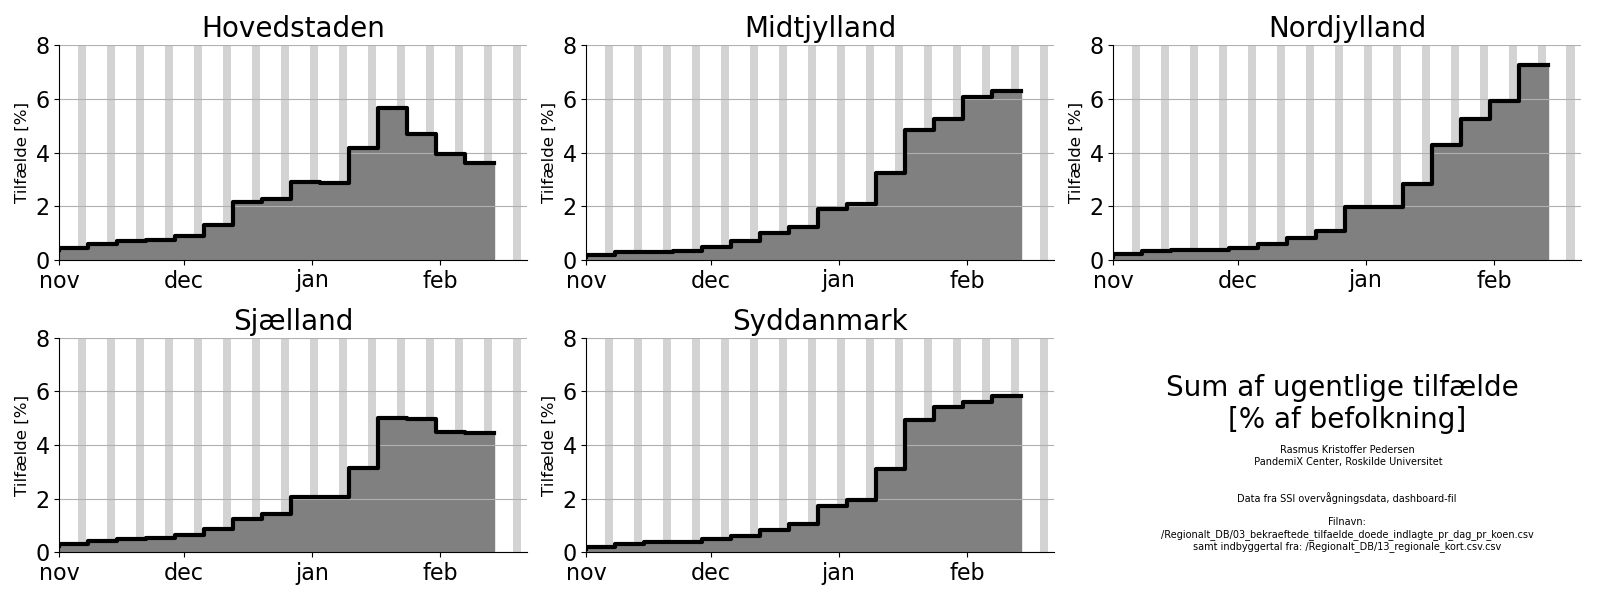 Hovedstaden
8
6
4
2
0
Tilfælde [%]
nov dec jan feb
Midtjylland
8
6
4
2
0
Tilfælde [%]
nov dec jan feb
Nordjylland
8
6
4
2
0
Tilfælde [%]
nov dec jan feb
Sjælland
8
6
4
2
0
Tilfælde [%]
nov dec jan feb
Syddanmark
8
6
4
2
0
Tilfælde [%]
nov dec jan feb
Sum af ugentlige tilfælde
[% af befolkning]
Rasmus Kristoffer Pedersen
PandemiX Center, Roskilde Universitet
Data fra SSI overvågningsdata, dashboard-fil
Filnavn:
/Regionalt_DB/03_bekraeftede_tilfaelde_doede_indlagte_pr_dag_pr_koen.csv
samt indbyggertal fra: /Regionalt_DB/13_regionale_kort.csv.csv